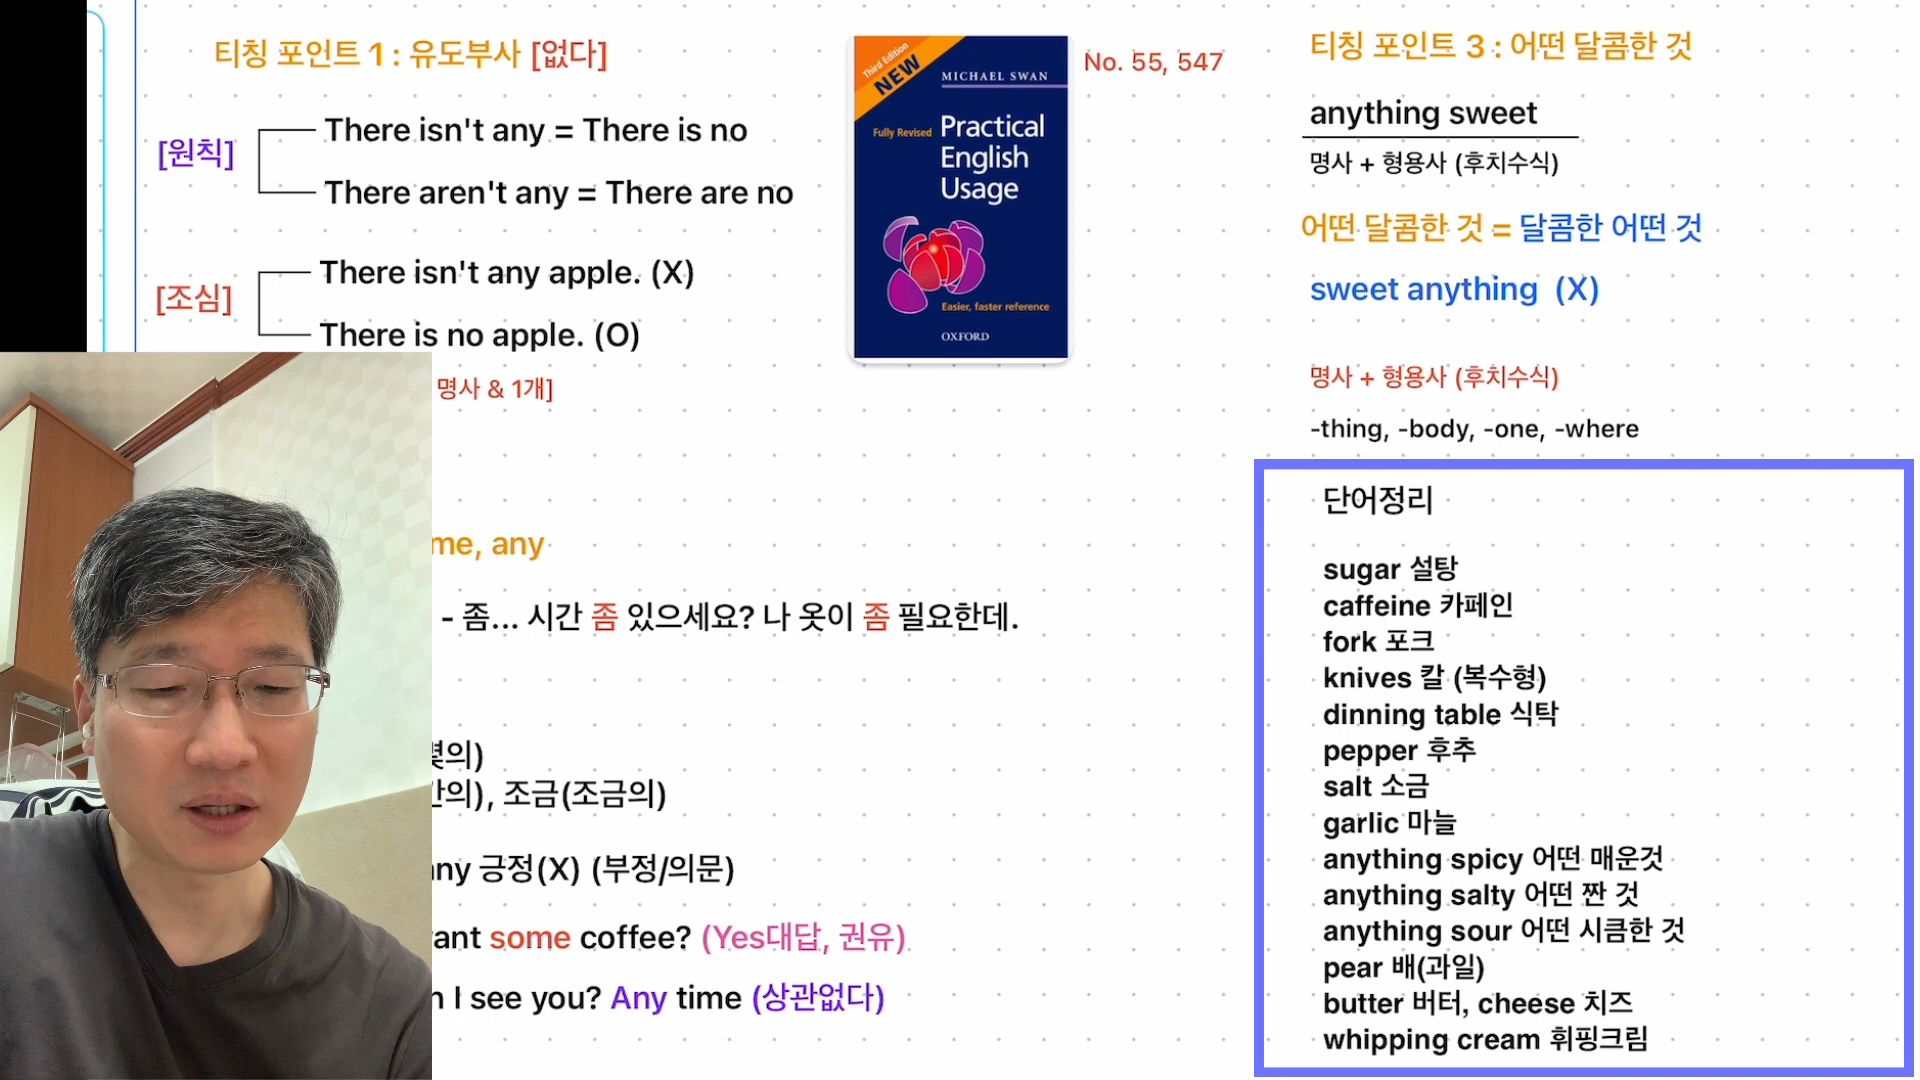 티칭 포인트 1 : 유도부사 [없다]
[원칙]
There isn't any = There is no
There aren't any = There are no
[조심]
There isn't any apple. (X)
There is no apple. (O)
명사 & 1개]
me, any
- 좀... 시간 좀 있으세요? 나 옷이 좀 필요한데.
의)
의), 조금(조금의)
any 긍정(X) (부정/의문)
ant some coffee? (Yes대답, 권유)
n I see you? Any time (상관없다)
Third Edition
NEW
MICHAEL SWAN
Fully Revised
Practical
English
Usage
Easier, faster reference
OXFORD
No. 55, 547
티칭 포인트 3 : 어떤 달콤한 것
anything sweet
명사 + 형용사 (후치수식)
어떤 달콤한 것 = 달콤한 어떤 것
sweet anything (X)
명사 + 형용사 (후치수식)
-thing, -body, -one, -where
단어정리
sugar 설탕
caffeine 카페인
fork 포크
knives 칼 (복수형)
dinning table 식탁
pepper 후추
salt 소금
garlic 마늘
anything spicy 어떤 매운것
anything salty 어떤 짠 것
anything sour 어떤 시큼한 것
pear 배(과일)
butter 버터, cheese 치즈
whipping cream 휘핑크림